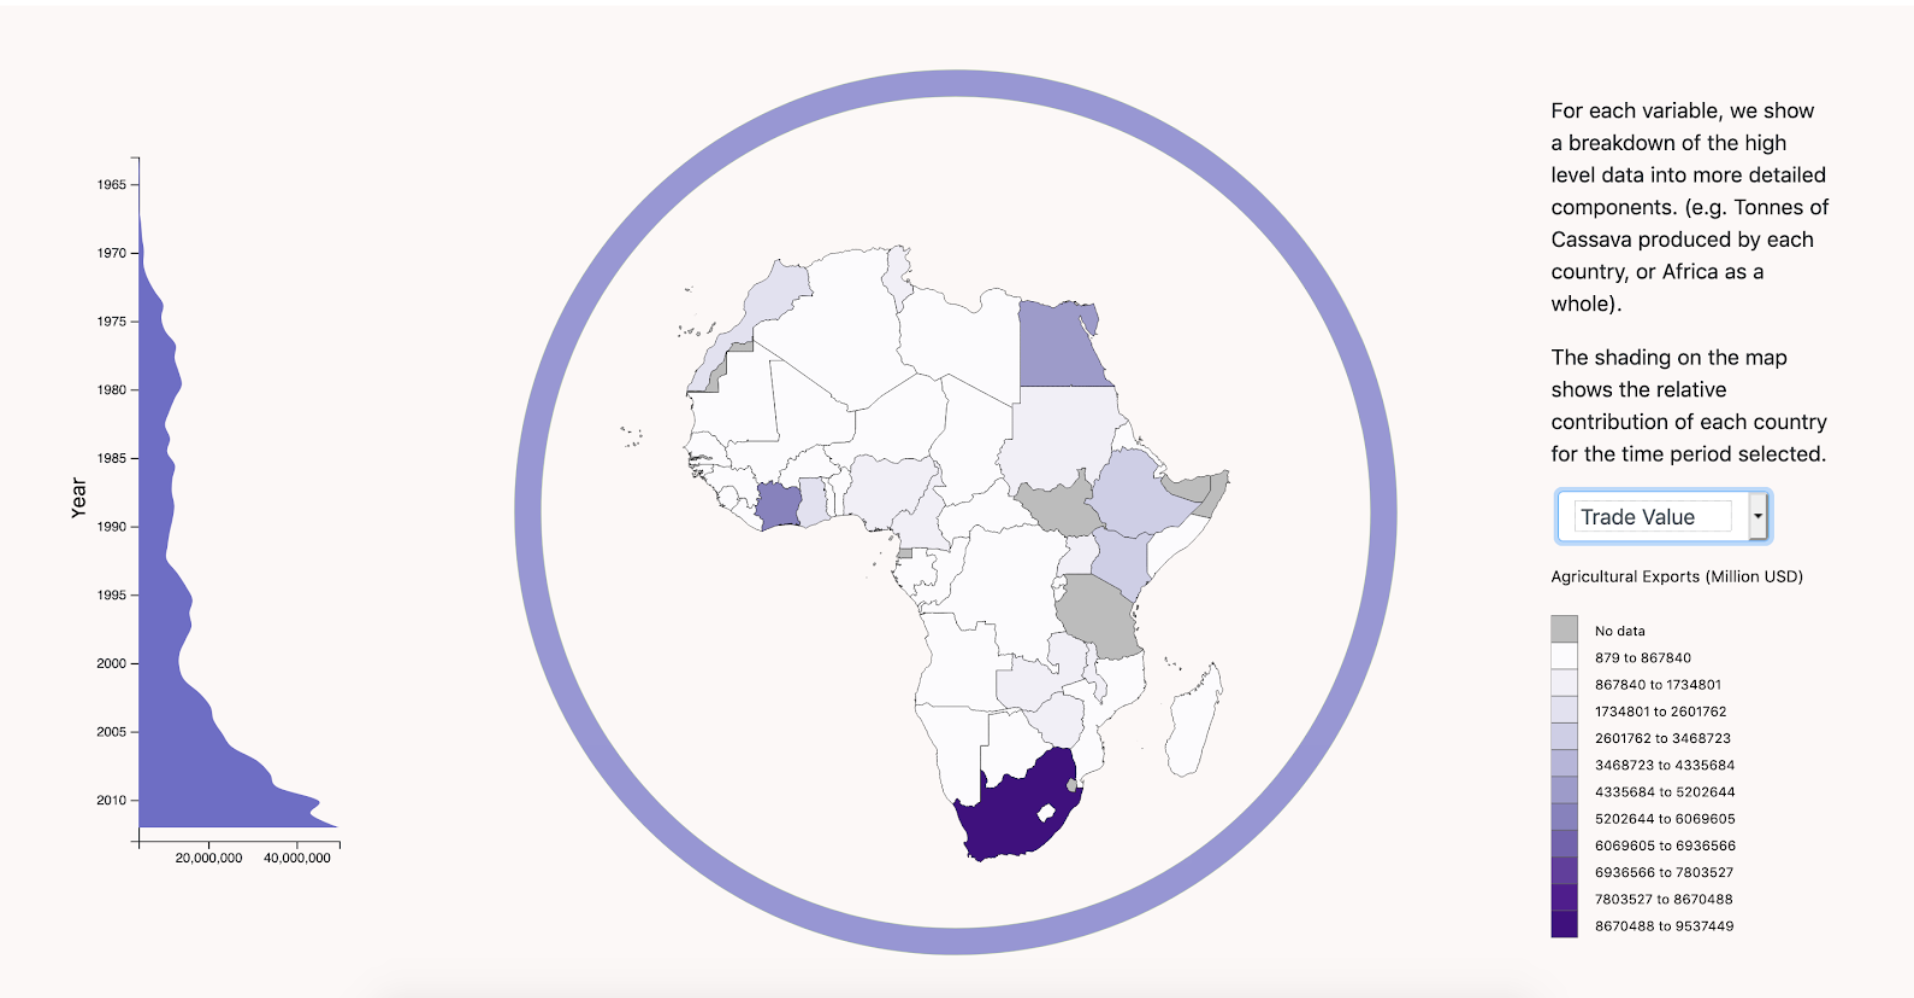 Year
1965
1970
1975
1980
1985
1990
1995
2000
2005
2010
20,000,000 40,000,000
For each variable, we show
a breakdown of the high
level data into more detailed
components. (e.g. Tonnes of
Cassava produced by each
country, or Africa as a
whole).
The shading on the map
shows the relative
contribution of each country
for the time period selected.
Trade Value
Agricultural Exports (Million USD)
No data
879 to 867840
867840 to 1734801
1734801 to 2601762
2601762 to 3468723
3468723 to 4335684
4335684 to 5202644
5202644 to 6069605
6069605 to 6936566
6936566 to 7803527
7803527 to 8670488
8670488 to 9537449